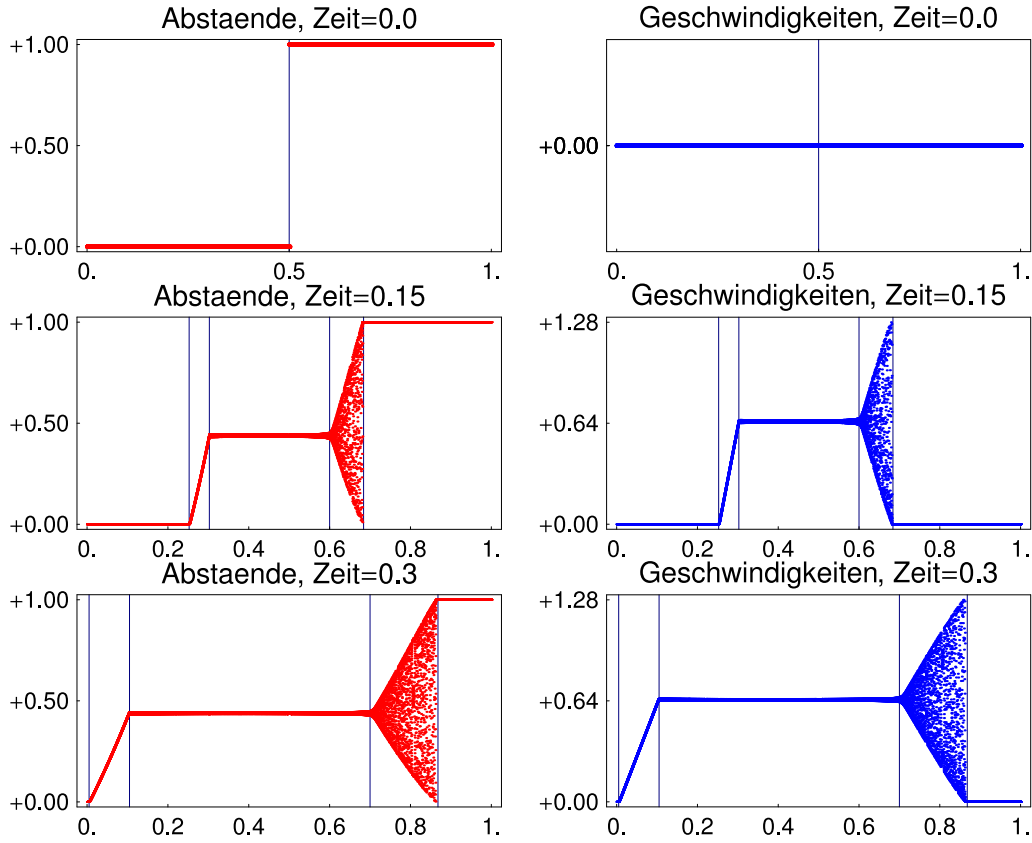 Abstaende, Zeit=0.0
+1.00
+0.50
+0.00
0. 0.5 1.
Geschwindigkeiten, Zeit=0.0
+0.00
0. 0.5 1.
Abstaende, Zeit=0.15
+1.00
+0.50
+0.00
0. 0.2 0.4 0.6 0.8 1.
Geschwindigkeiten, Zeit=0.15
+1.28
+0.64
+0.00
0. 0.2 0.4 0.6 0.8 1.
Abstaende, Zeit=0.3
+1.00
+0.50
+0.00
0. 0.2 0.4 0.6 0.8 1.
Geschwindigkeiten, Zeit=0.3
+1.28
+0.64
+0.00
0. 0.2 0.4 0.6 0.8 1.